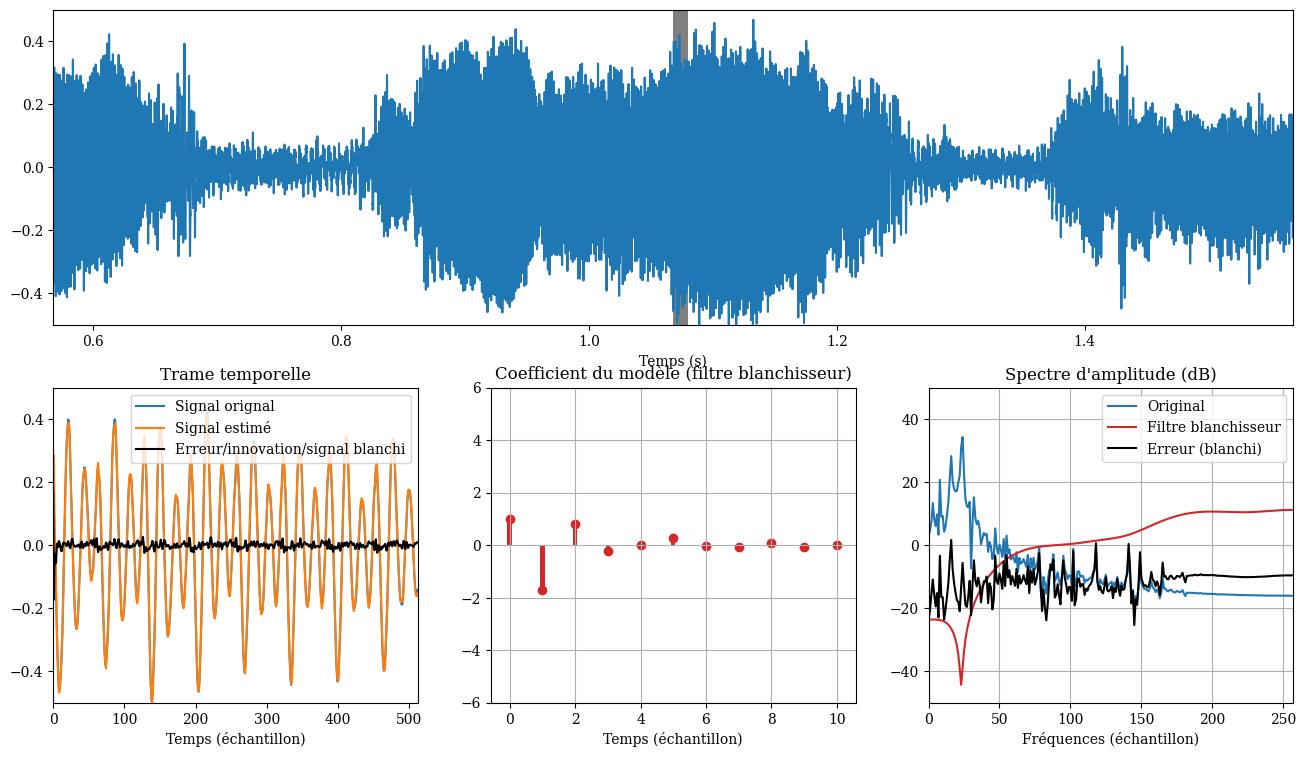 0.4
0.2
0.0
−0.2
−0.4
0.6 0.8 1.0 1.2 1.4
Temps (s)
Trame temporelle
0.4
0.2
0.0
−0.2
−0.4
0 100 200 300 400 500
Temps (échantillon)
Signal orignal
Signal estimé
Erreur/innovation/signal blanchi
Coefficient du modèle (filtre blanchisseur)
6
4
2
0
−2
−4
−6
0 2 4 6 8 10
Temps (échantillon)
Spectre d'amplitude (dB)
40
20
0
−20
−40
0 50 100 150 200 250
Fréquences (échantillon)
Original
Filtre blanchisseur
Erreur (blanchi)